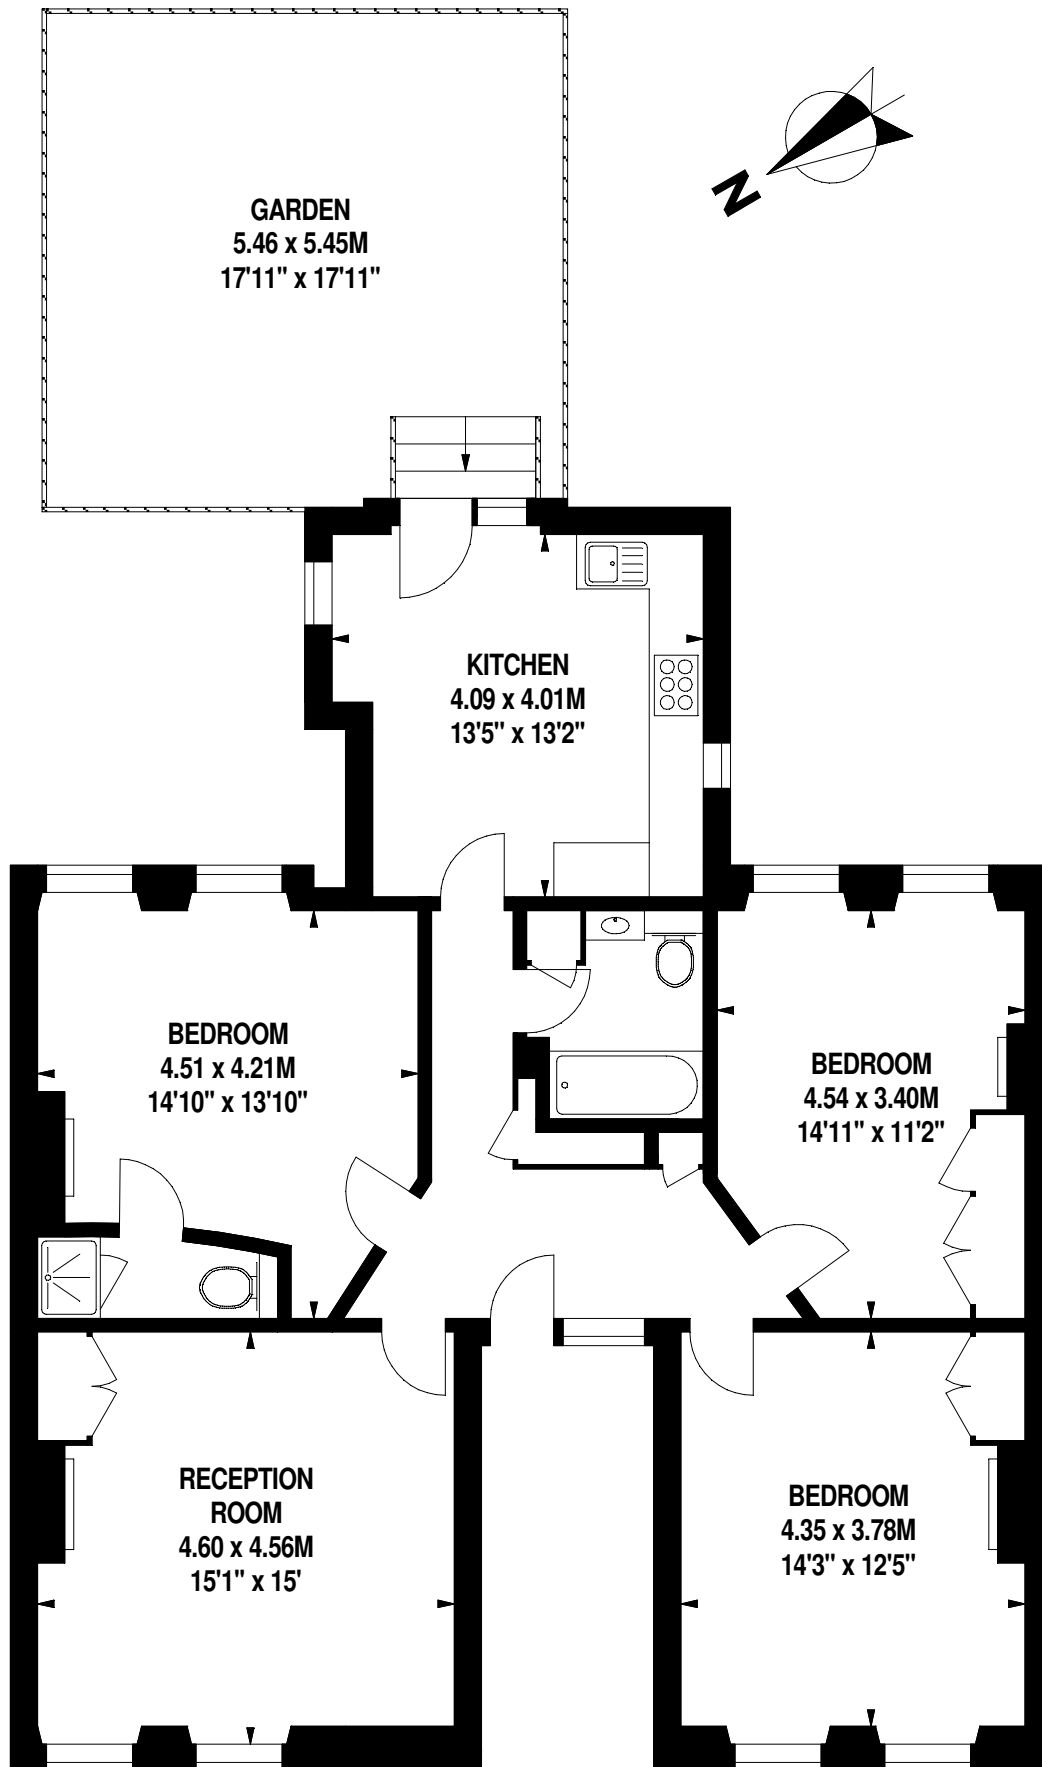 GARDEN
5.46 x 5.45M
17'11" x 17'11"
N
KITCHEN
4.09 x 4.01M
13'5" x 13'2"
BEDROOM
4.51 x 4.21M
14'10" x 13'10"
BEDROOM
4.54 x 3.40M
14'11" x 11'2"
RECEPTION
ROOM
4.60 x 4.56M
15'1" x 15'
BEDROOM
4.35 x 3.78M
14'3" x 12'5"